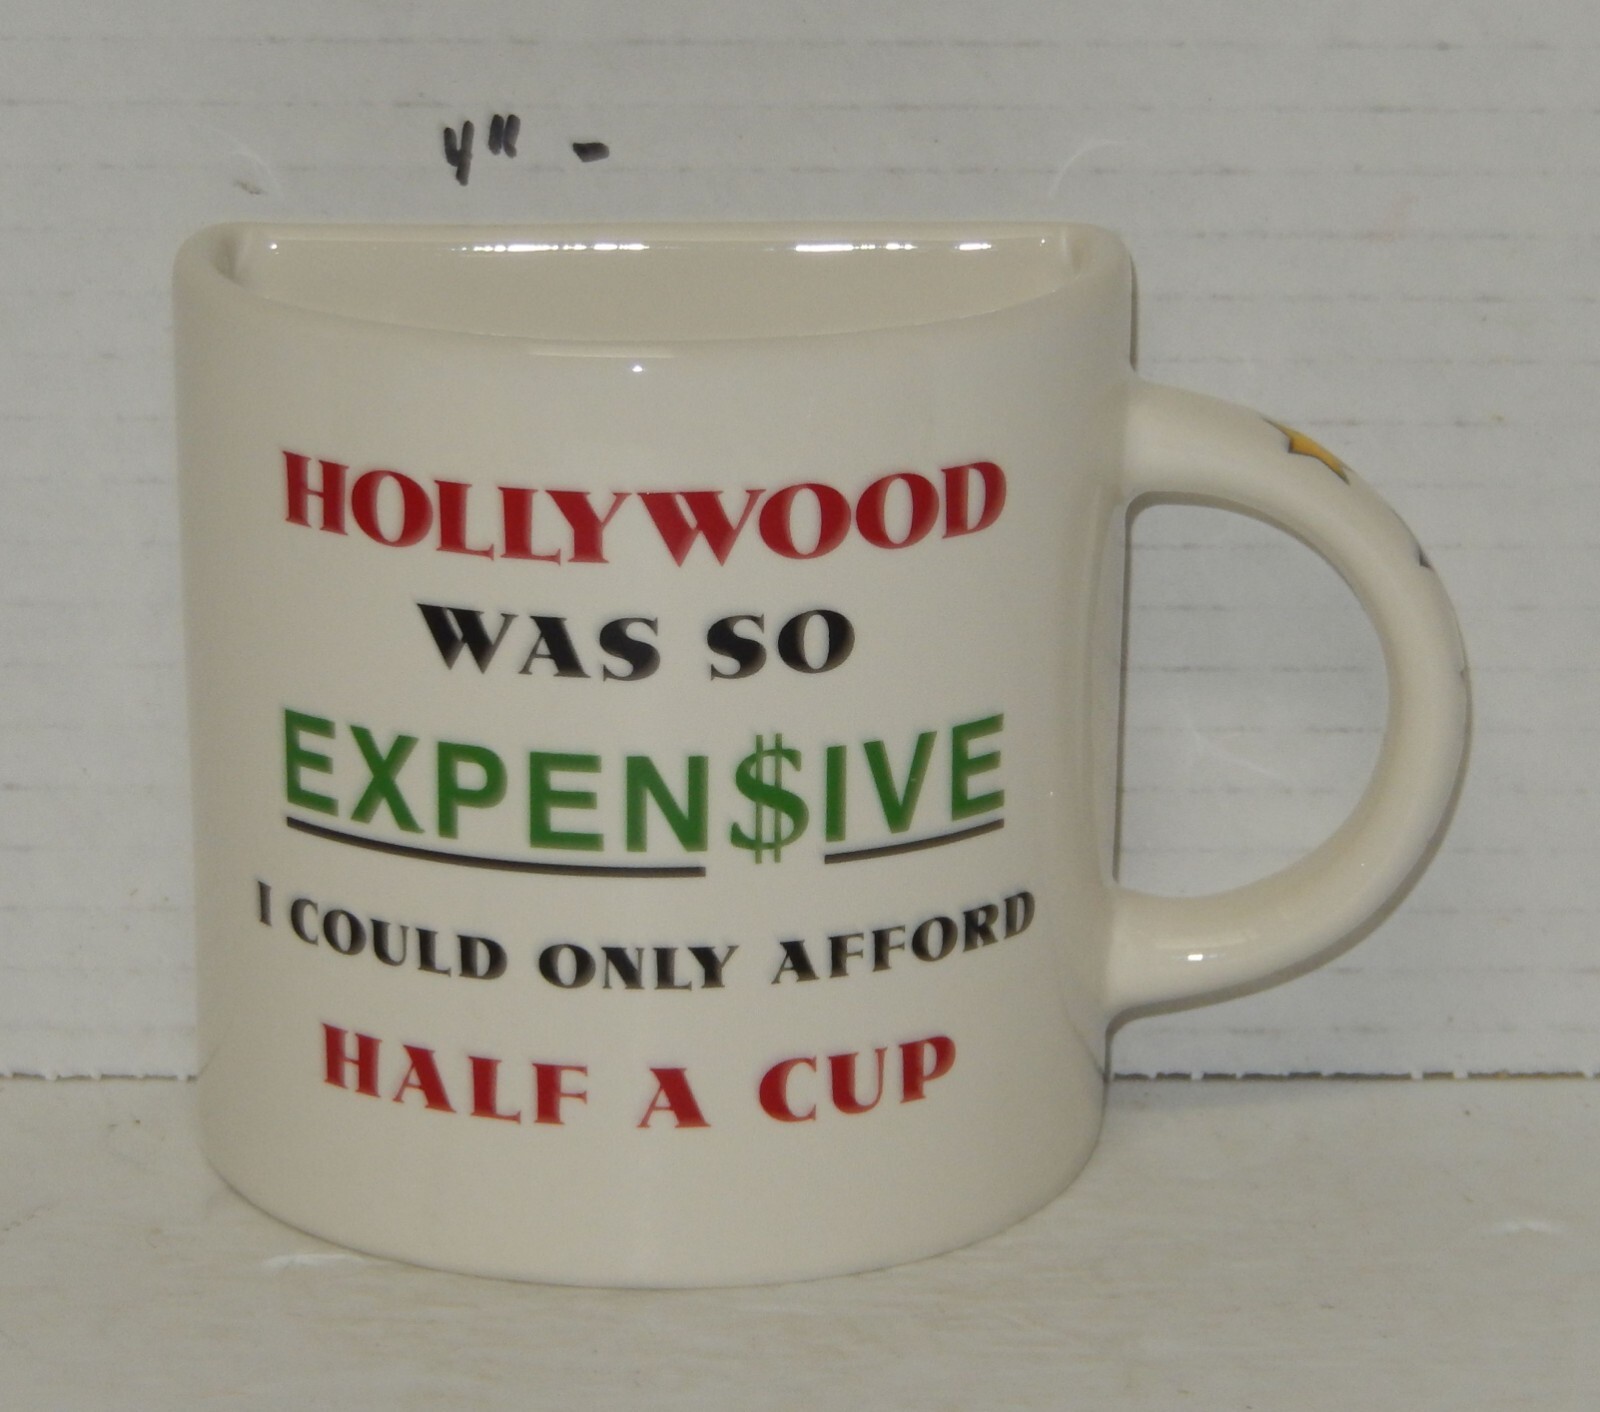 4" -
HOLLYWOOD
WAS SO
EXPEN$IVE
I COULD ONLY AFFORD
HALF A CUP